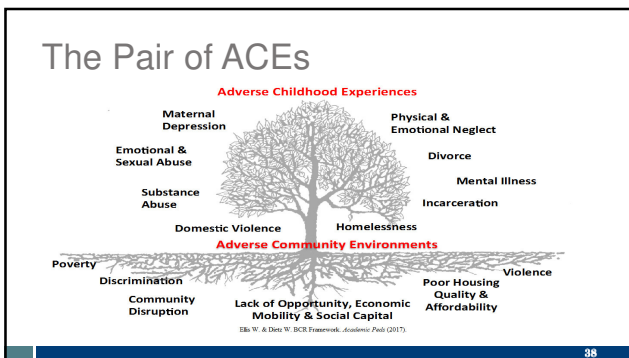 The Pair of ACEs
Adverse Childhood Experiences
Maternal
Depression
Physical &
Emotional Neglect
Emotional &
Sexual Abuse
Divorce
Mental Illness
Substance
Abuse
Incarceration
Domestic Violence
Homelessness
Adverse Community Environments
Poverty
Violence
Discrimination
Poor Housing
Quality &
Affordability
Community
Disruption
Lack of Opportunity, Economic
Mobility & Social Capital
Ellis W. & Dietz W. BCR Framework. Academic Peds (2017).
38